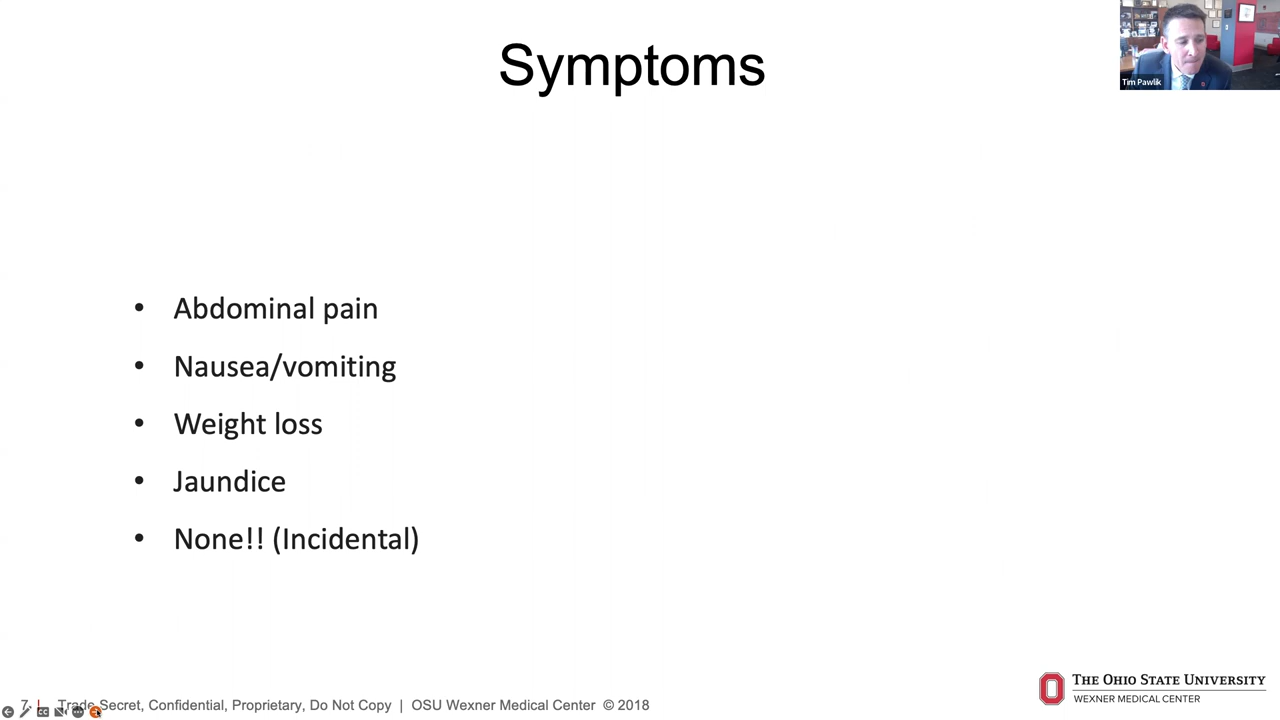 Symptoms
Tim Pawlik
• Abdominal pain
• Nausea/vomiting
• Weight loss
• Jaundice
• None!! (Incidental)
7 | Trade Secret, Confidential, Proprietary, Do Not Copy | OSU Wexner Medical Center © 2018
THE OHIO STATE UNIVERSITY
WEXNER MEDICAL CENTER